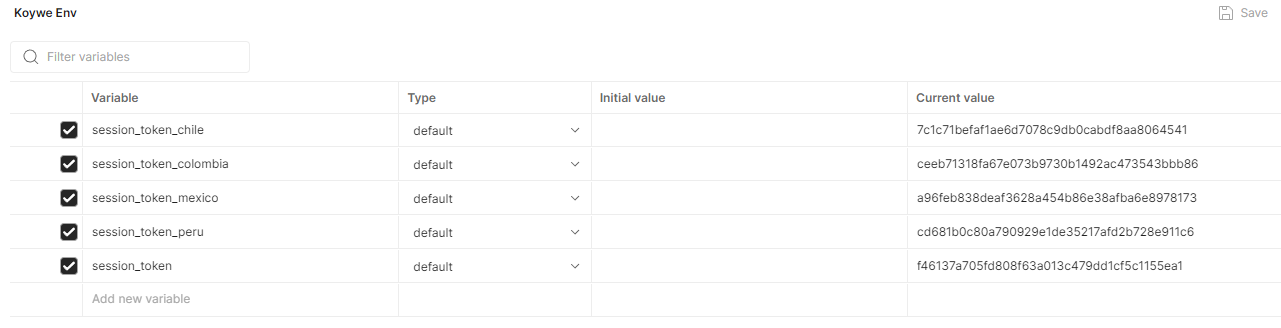 Koywe Env
Save
Filter variables
Variable Type Initial value Current value
session_token_chile default 7c1c71befaf1ae6d7078c9db0cabdf8aa8064541
session_token_colombia default ceeb71318fa67e073b9730b1492ac473543bbb86
session_token_mexico default a96feb838deaf3628a454b86e38afba6e8978173
session_token_peru default cd681b0c80a790929e1de35217afd2b728e911c6
session_token default f46137a705fd808f63a013c479dd1cf5c1155ea1
Add new variable